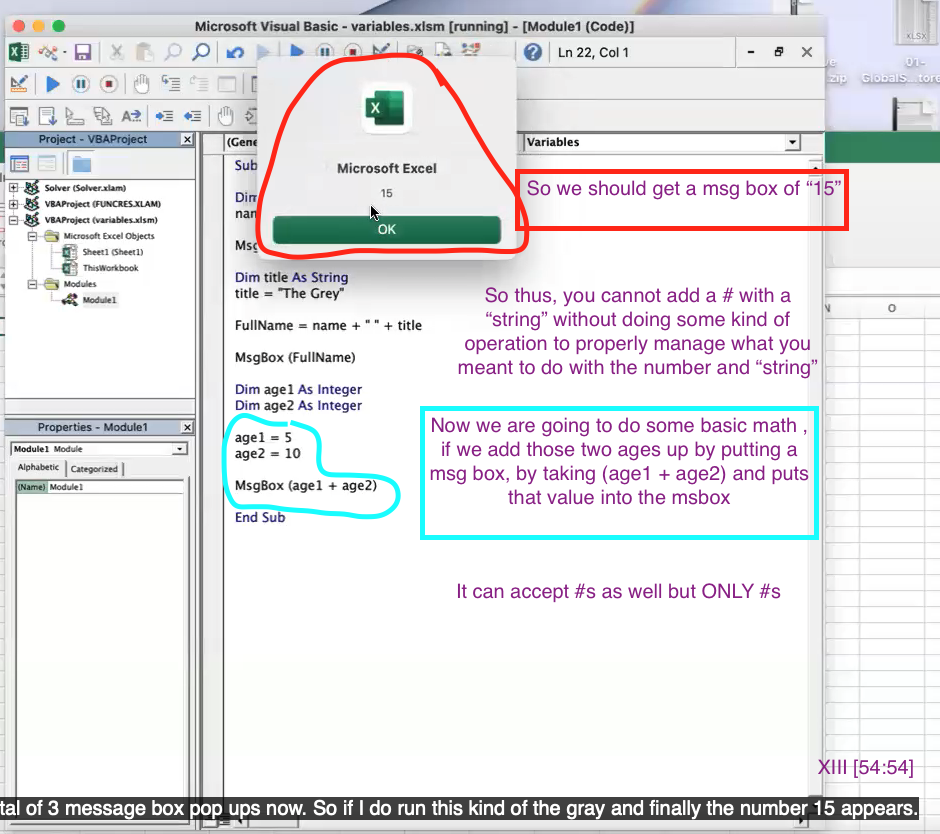 Microsoft Visual Basic - variables.xlsm [running] - [Module1 (Code)]
XLSX
Ln 22, Col 1
.zip
01-
GlobalS...tore
Project - VBAProject
(Gene
Variables
Solver (Solver.xlam)
VBAProject (FUNCRES.XLAM)
VBAProject (variables.xlsm)
Microsoft Excel Objects
Sheet1 (Sheet1)
ThisWorkbook
Modules
Module1
Microsoft Excel
15
OK
So we should get a msg box of “15”
Sub
Dim
nam
Msg
Dim title As String
title = "The Grey"
FullName = name + " " + title
MsgBox (FullName)
Dim age1 As Integer
Dim age2 As Integer
age1 = 5
age2 = 10
MsgBox (age1 + age2)
End Sub
So thus, you cannot add a # with a
“string” without doing some kind of
operation to properly manage what you
meant to do with the number and “string”
N
O
Now we are going to do some basic math ,
if we add those two ages up by putting a
msg box, by taking (age1 + age2) and puts
that value into the msbox
It can accept #s as well but ONLY #s
Properties - Module1
Module1 Module
Alphabetic
Categorized
(Name) Module1
XIII [54:54]
tal of 3 message box pop ups now. So if I do run this kind of the gray and finally the number 15 appears.